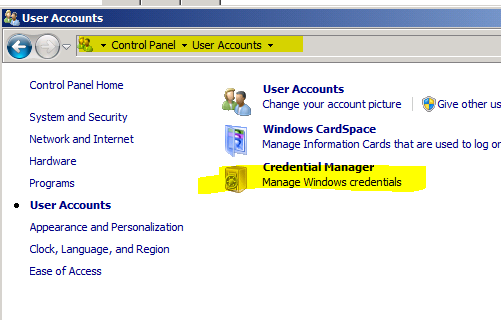 User Accounts
Control Panel User Accounts
Control Panel Home
System and Security
Network and Internet
Hardware
Programs
User Accounts
Appearance and Personalization
Clock, Language, and Region
Ease of Access
User Accounts
Change your account picture Give other us
Windows CardSpace
Manage Information Cards that are used to log or
Credential Manager
Manage Windows credentials